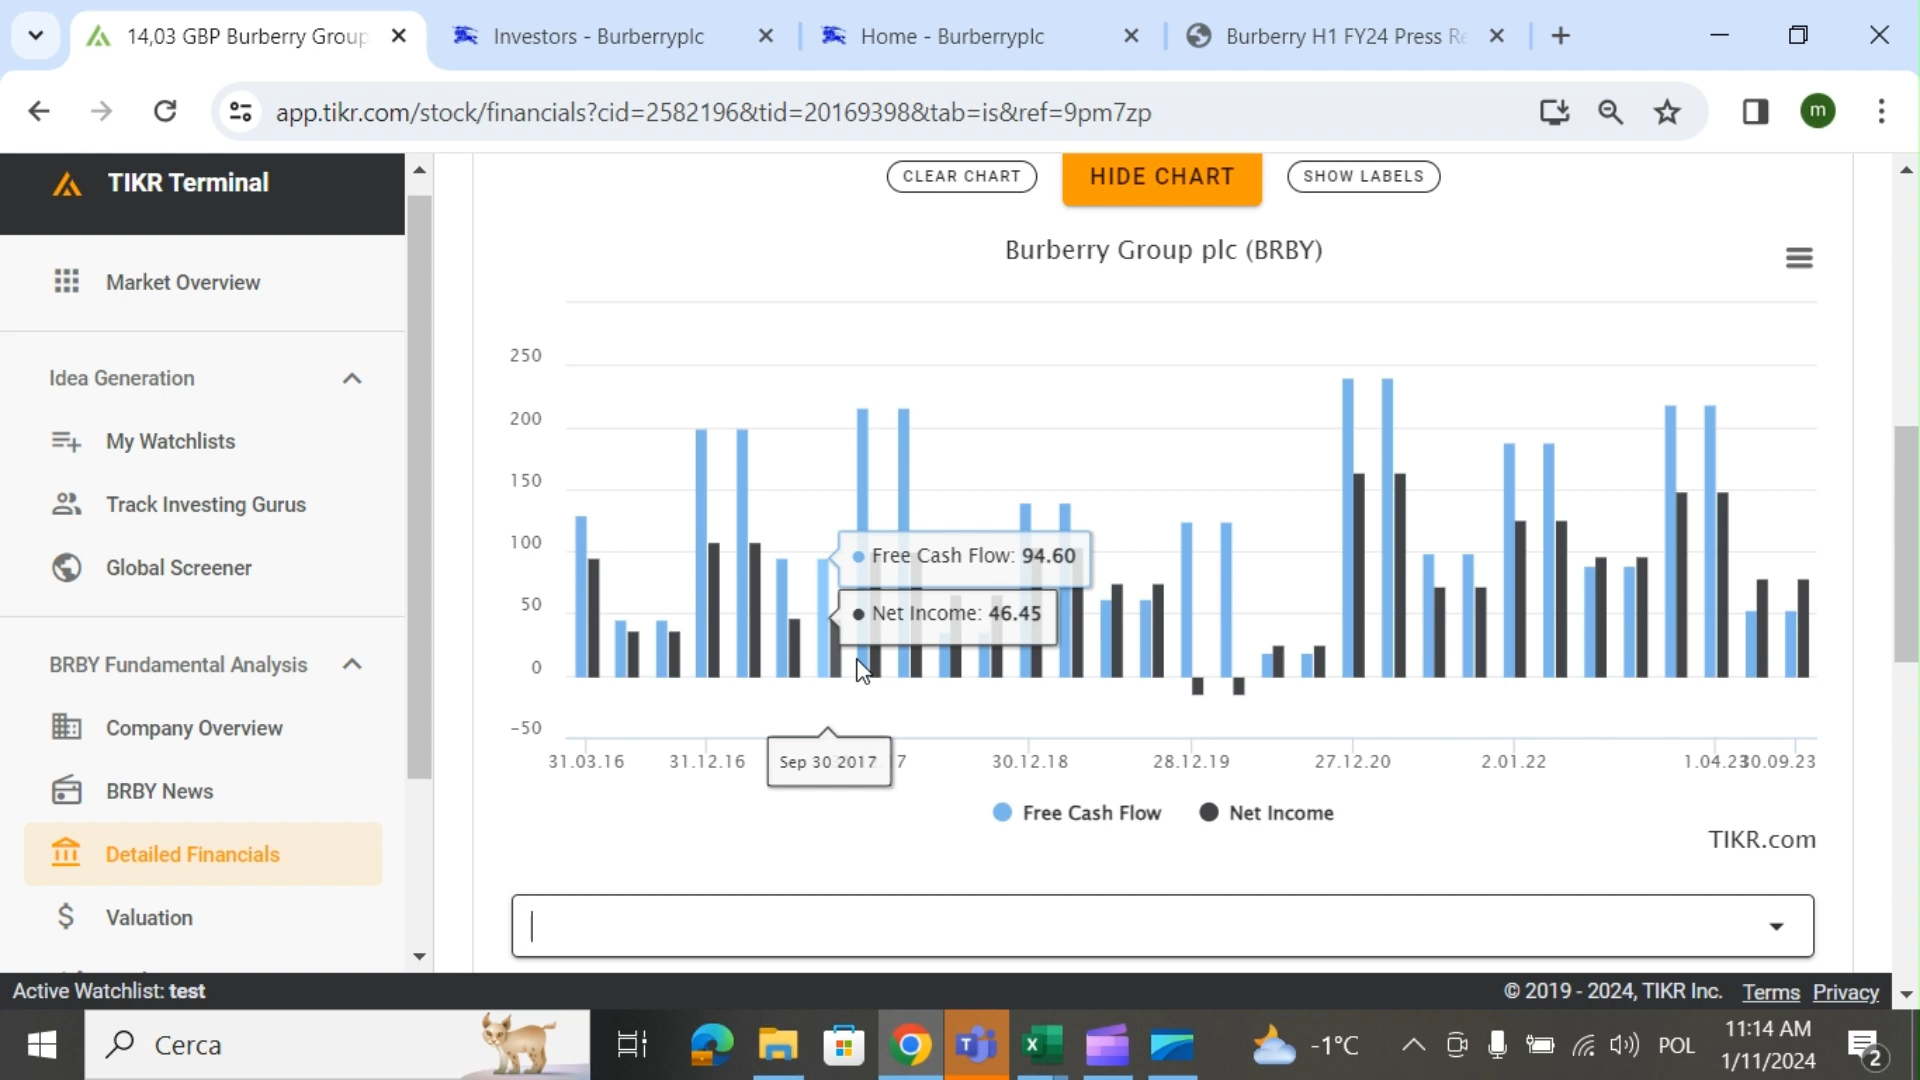 14,03 GBP Burberry Group
Investors - Burberryplc
Home - Burberryplc
Burberry H1 FY24 Press Re
app.tikr.com/stock/financials?cid=2582196&tid=20169398&tab=is&ref=9pm7zp
m
TIKR Terminal
Market Overview
Idea Generation
My Watchlists
Track Investing Gurus
Global Screener
BRBY Fundamental Analysis
Company Overview
BRBY News
Detailed Financials
Valuation
CLEAR CHART
HIDE CHART
SHOW LABELS
Burberry Group plc (BRBY)
250
200
150
100
50
0
-50
Free Cash Flow: 94.60
Net Income: 46.45
31.03.16
31.12.16
Sep 30 2017
7
30.12.18
28.12.19
27.12.20
2.01.22
1.04.23
30.09.23
Free Cash Flow
Net Income
TIKR.com
Active Watchlist: test
© 2019 - 2024, TIKR Inc.
Terms
Privacy
Cerca
-1°C
POL
11:14 AM
1/11/2024
2